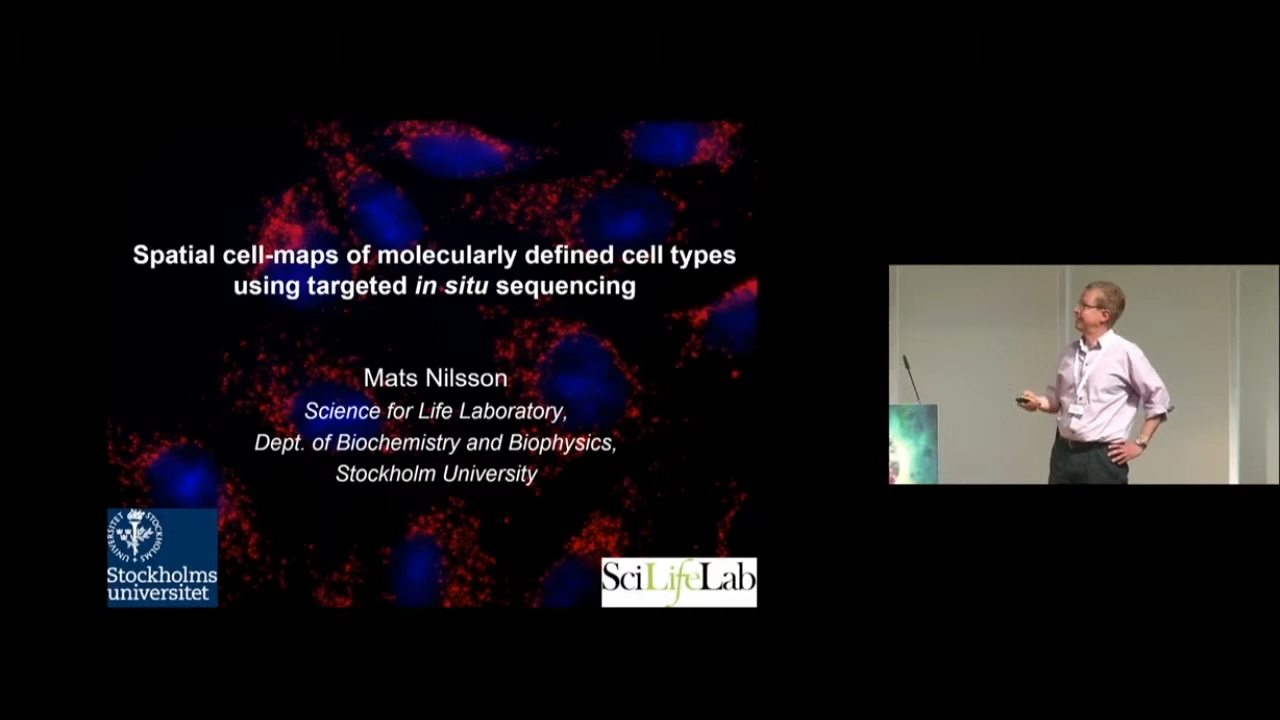 Spatial cell-maps of molecularly defined cell types
using targeted in situ sequencing
Mats Nilsson
Science for Life Laboratory,
Dept. of Biochemistry and Biophysics,
Stockholm University
Stockholms
universitet
SciLifeLab